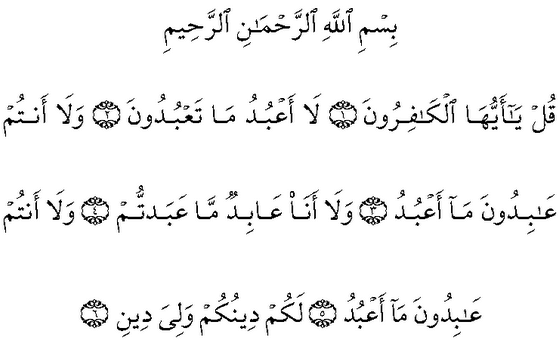 بِسْمِ ٱللَّهِ ٱلرَّحْمَـٰنِ ٱلرَّحِيمِ
قُلْ يَـٰٓأَيُّهَا ٱلْكَـٰفِرُونَ ﴿١﴾ لَآ أَعْبُدُ مَا تَعْبُدُونَ ﴿٢﴾ وَلَآ أَنتُمْ
عَـٰبِدُونَ مَآ أَعْبُدُ ﴿٣﴾ وَلَآ أَنَا۠ عَابِدٌ مَّا عَبَدتُّمْ ﴿٤﴾ وَلَآ أَنتُمْ
عَـٰبِدُونَ مَآ أَعْبُدُ ﴿٥﴾ لَكُمْ دِينُكُمْ وَلِىَ دِينِ ﴿٦﴾